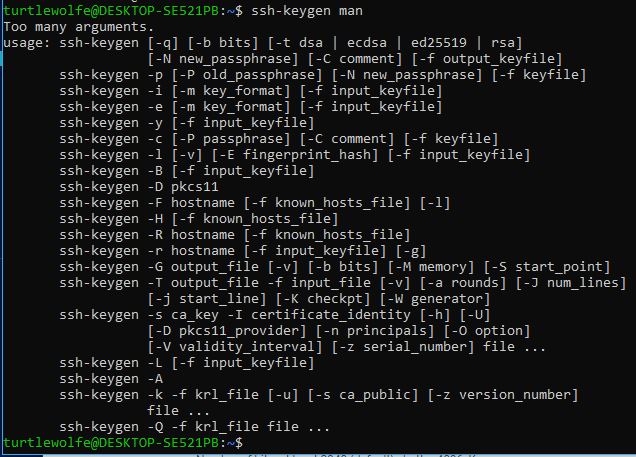 turtlewolfe@DESKTOP-SE521PB:~$ ssh-keygen man
Too many arguments.
usage: ssh-keygen [-q] [-b bits] [-t dsa | ecdsa | ed25519 | rsa]
                  [-N new_passphrase] [-C comment] [-f output_keyfile]
       ssh-keygen -p [-P old_passphrase] [-N new_passphrase] [-f keyfile]
       ssh-keygen -i [-m key_format] [-f input_keyfile]
       ssh-keygen -e [-m key_format] [-f input_keyfile]
       ssh-keygen -y [-f input_keyfile]
       ssh-keygen -c [-P passphrase] [-C comment] [-f keyfile]
       ssh-keygen -l [-v] [-E fingerprint_hash] [-f input_keyfile]
       ssh-keygen -B [-f input_keyfile]
       ssh-keygen -D pkcs11
       ssh-keygen -F hostname [-f known_hosts_file] [-l]
       ssh-keygen -H [-f known_hosts_file]
       ssh-keygen -R hostname [-f known_hosts_file]
       ssh-keygen -r hostname [-f input_keyfile] [-g]
       ssh-keygen -G output_file [-v] [-b bits] [-M memory] [-S start_point]
       ssh-keygen -T output_file -f input_file [-v] [-a rounds] [-J num_lines]
                  [-j start_line] [-K checkpt] [-W generator]
       ssh-keygen -s ca_key -I certificate_identity [-h] [-U]
                  [-D pkcs11_provider] [-n principals] [-O option]
                  [-V validity_interval] [-z serial_number] file ...
       ssh-keygen -L [-f input_keyfile]
       ssh-keygen -A
       ssh-keygen -k -f krl_file [-u] [-s ca_public] [-z version_number]
                  file ...
       ssh-keygen -Q -f krl_file file ...
turtlewolfe@DESKTOP-SE521PB:~$